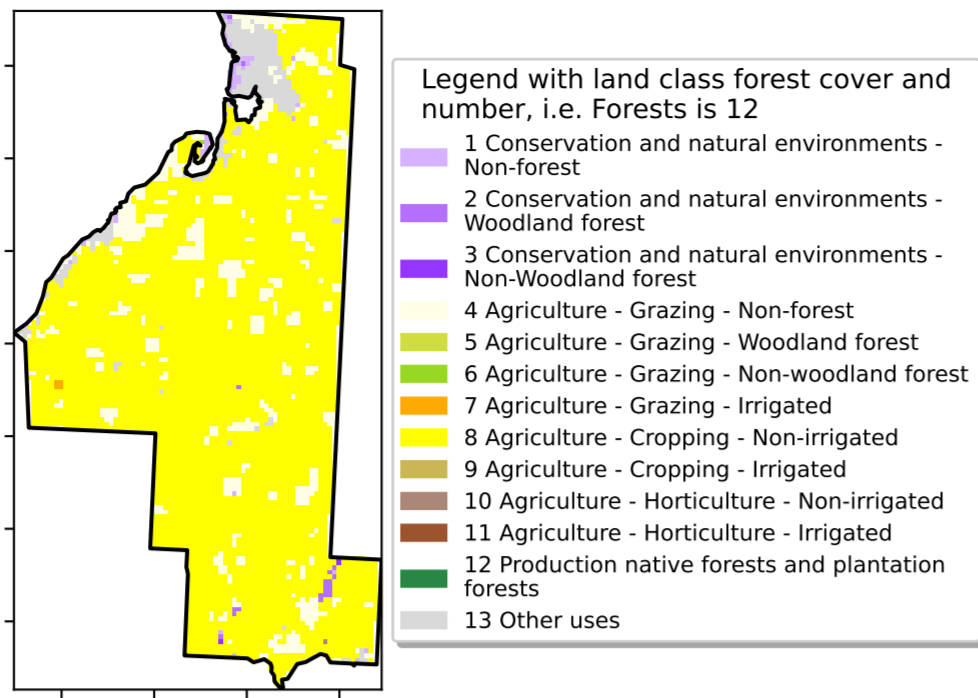 Legend with land class forest cover and
number, i.e. Forests is 12
1 Conservation and natural environments -
Non-forest
2 Conservation and natural environments -
Woodland forest
3 Conservation and natural environments -
Non-Woodland forest
4 Agriculture - Grazing - Non-forest
5 Agriculture - Grazing - Woodland forest
6 Agriculture - Grazing - Non-woodland forest
7 Agriculture - Grazing - Irrigated
8 Agriculture - Cropping - Non-irrigated
9 Agriculture - Cropping - Irrigated
10 Agriculture - Horticulture - Non-irrigated
11 Agriculture - Horticulture - Irrigated
12 Production native forests and plantation
forests
13 Other uses